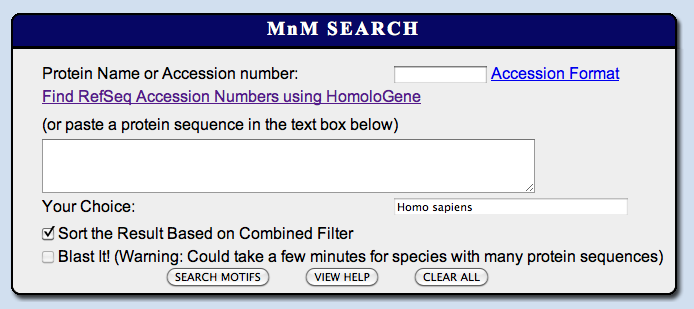 MnM SEARCH
Protein Name or Accession number: Accession Format
Find RefSeq Accession Numbers using HomoloGene
(or paste a protein sequence in the text box below)
Your Choice: Homo sapiens
Sort the Result Based on Combined Filter
Blast It! (Warning: Could take a few minutes for species with many protein sequences)
SEARCH MOTIFS VIEW HELP CLEAR ALL